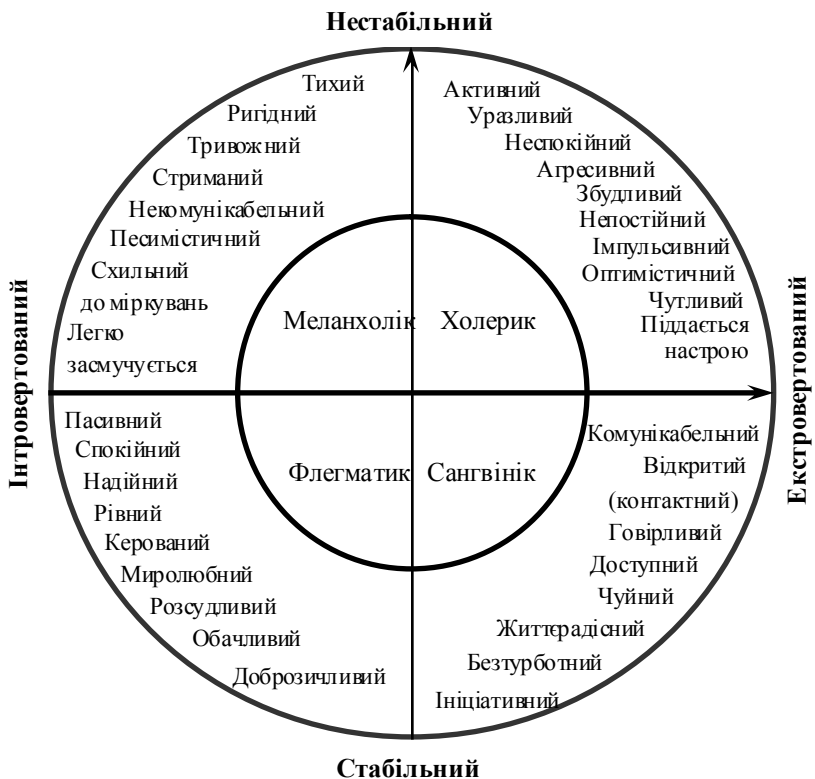 Нестабільний
Тихий
Ригідний
Тривожний
Стриманий
Некомунікабельний
Песимістичний
Схильний
до міркувань
Легко
засмучується
Активний
Уразливий
Неспокійний
Агресивний
Збудливий
Непостійний
Імпульсивний
Оптимістичний
Чутливий
Піддається
настрою
Меланхолік
Холерик
Інтровертований
Екстровертований
Флегматик
Сангвінік
Пасивний
Спокійний
Надійний
Рівний
Керований
Миролюбний
Розсудливий
Обачливий
Доброзичливий
Комунікабельний
Відкритий
(контактний)
Говірливий
Доступний
Чуйний
Життєрадісний
Безтурботний
Ініціативний
Стабільний